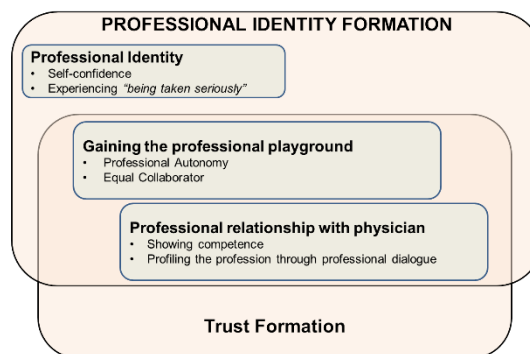 PROFESSIONAL IDENTITY FORMATION
Professional Identity
• Self-confidence
• Experiencing "being taken seriously"
Gaining the professional playground
• Professional Autonomy
• Equal Collaborator
Professional relationship with physician
• Showing competence
• Profiling the profession through professional dialogue
Trust Formation